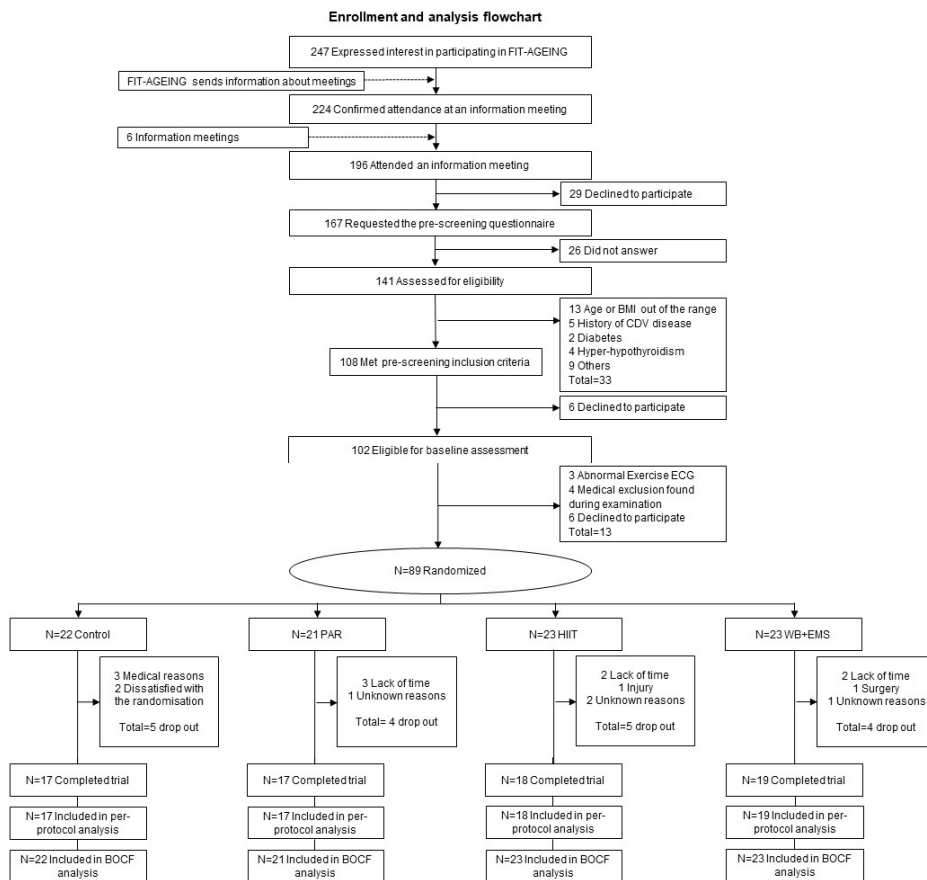 Enrollment and analysis flowchart
247 Expressed interest in participating in FIT-AGEING
FIT-AGEING sends information about meetings
224 Confirmed attendance at an information meeting
6 Information meetings
196 Attended an information meeting
29 Declined to participate
167 Requested the pre-screening questionnaire
26 Did not answer
141 Assessed for eligibility
13 Age or BMI out of the range
5 History of CDV disease
2 Diabetes
4 Hyper-hypothyroidism
9 Others
Total=33
108 Met pre-screening inclusion criteria
6 Declined to participate
102 Eligible for baseline assessment
3 Abnormal Exercise ECG
4 Medical exclusion found
during examination
6 Declined to participate
Total=13
N=89 Randomized
N=22 Control
N=21 PAR
N=23 HIIT
N=23 WB+EMS
3 Medical reasons
2 Dissatisfied with
the randomisation
Total=5 drop out
3 Lack of time
1 Unknown reasons
Total= 4 drop out
2 Lack of time
1 Injury
2 Unknown reasons
Total=5 drop out
2 Lack of time
1 Surgery
1 Unknown reasons
Total=4 drop out
N=17 Completed trial
N=17 Completed trial
N=18 Completed trial
N=19 Completed trial
N=17 Included in per-
protocol analysis
N=17 Included in per-
protocol analysis
N=18 Included in per-
protocol analysis
N=19 Included in per-
protocol analysis
N=22 Included in BOCF
analysis
N=21 Included in BOCF
analysis
N=23 Included in BOCF
analysis
N=23 Included in BOCF
analysis